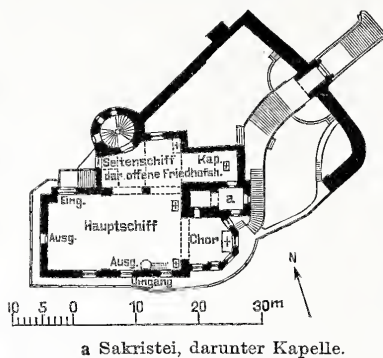 Seitenschiff
Kap.
der offene Friedhofsh.
Eing.
a
Hauptschiff
Ausg.
Chor
Ausg.
Umgang
N
10 5 0 10 20 30m
a Sakristei, darunter Kapelle.